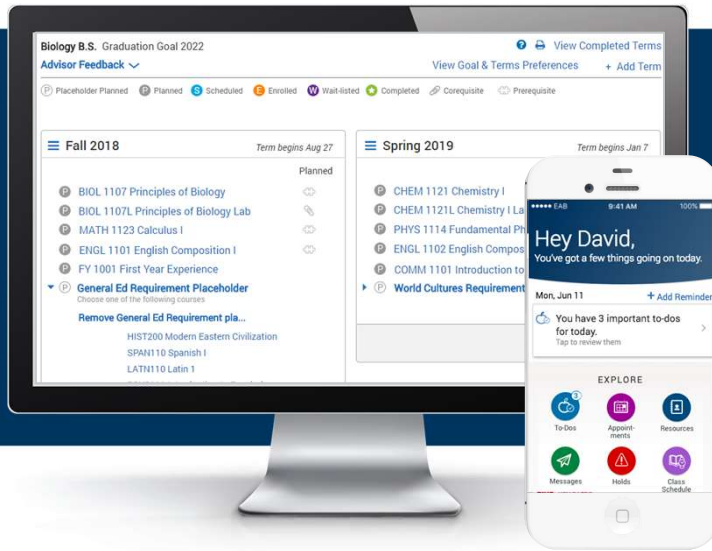 Biology B.S. Graduation Goal 2022
? View Completed Terms
Advisor Feedback
View Goal & Terms Preferences + Add Term
P Placeholder Planned P Planned S Scheduled E Enrolled W Wait-listed Completed Corequisite Prerequisite
Fall 2018 Term begins Aug 27
Planned
P BIOL 1107 Principles of Biology
P BIOL 1107L Principles of Biology Lab
P MATH 1123 Calculus I
P ENGL 1101 English Composition I
P FY 1001 First Year Experience
P General Ed Requirement Placeholder
Choose one of the following courses
Remove General Ed Requirement pla...
HIST200 Modern Eastern Civilization
SPAN110 Spanish I
LATN110 Latin 1
Spring 2019 Term begins Jan 7
P CHEM 1121 Chemistry I
P CHEM 1121L Chemistry I La
P PHYS 1114 Fundamental Ph
P ENGL 1102 English Compos
P COMM 1101 Introduction to
P World Cultures Requirement
EAB 9:41 AM 100%
Hey David,
You've got a few things going on today.
Mon, Jun 11 + Add Reminder
3
You have 3 important to-dos
for today.
Tap to review them
EXPLORE
3
To-Dos
Appoint-
ments
Resources
Messages
Holds
Class
Schedule